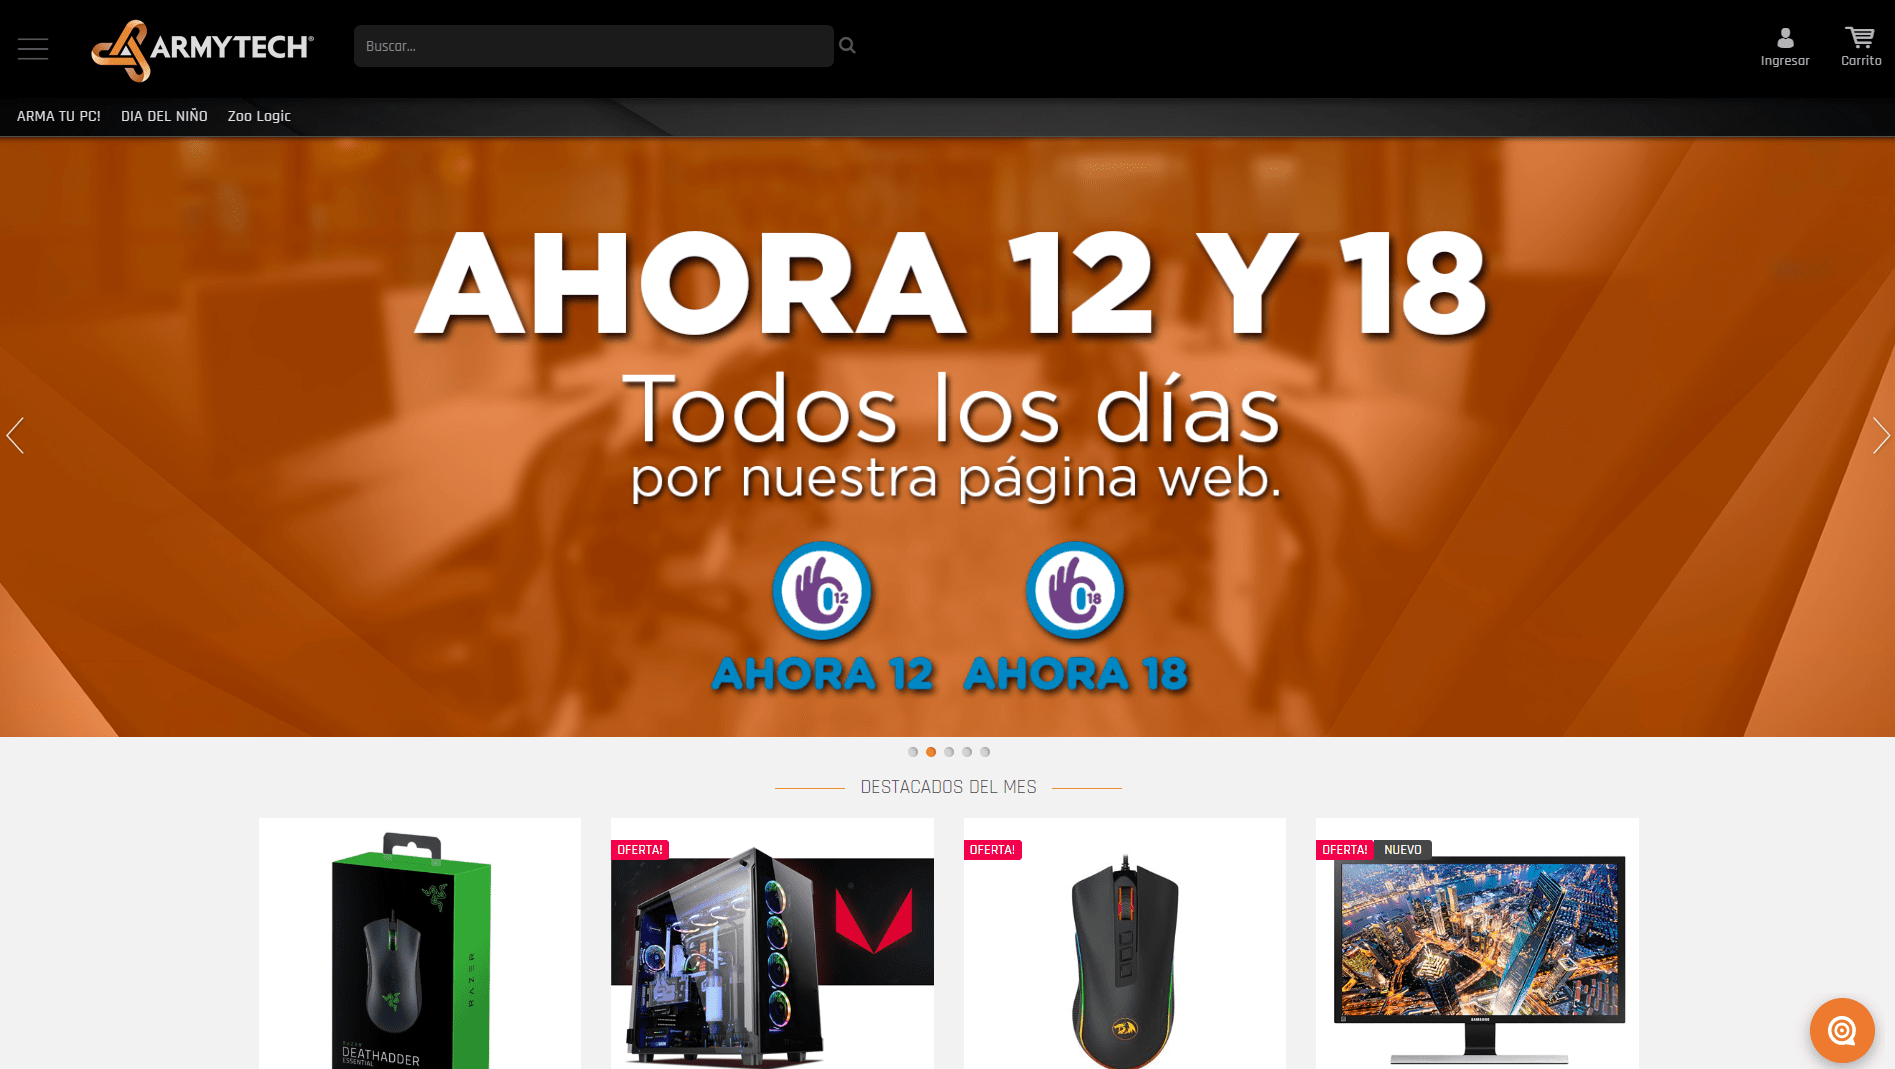 ARMYTECH®
Buscar...
Ingresar
Carrito
ARMA TU PC!
DIA DEL NIÑO
Zoo Logic
AHORA 12 Y 18
Todos los días
por nuestra página web.
12
18
AHORA 12
AHORA 18
DESTACADOS DEL MES
RAZER
RAZER
DEATHADDER
ESSENTIAL
OFERTA!
OFERTA!
OFERTA!
NUEVO
SAMSUNG